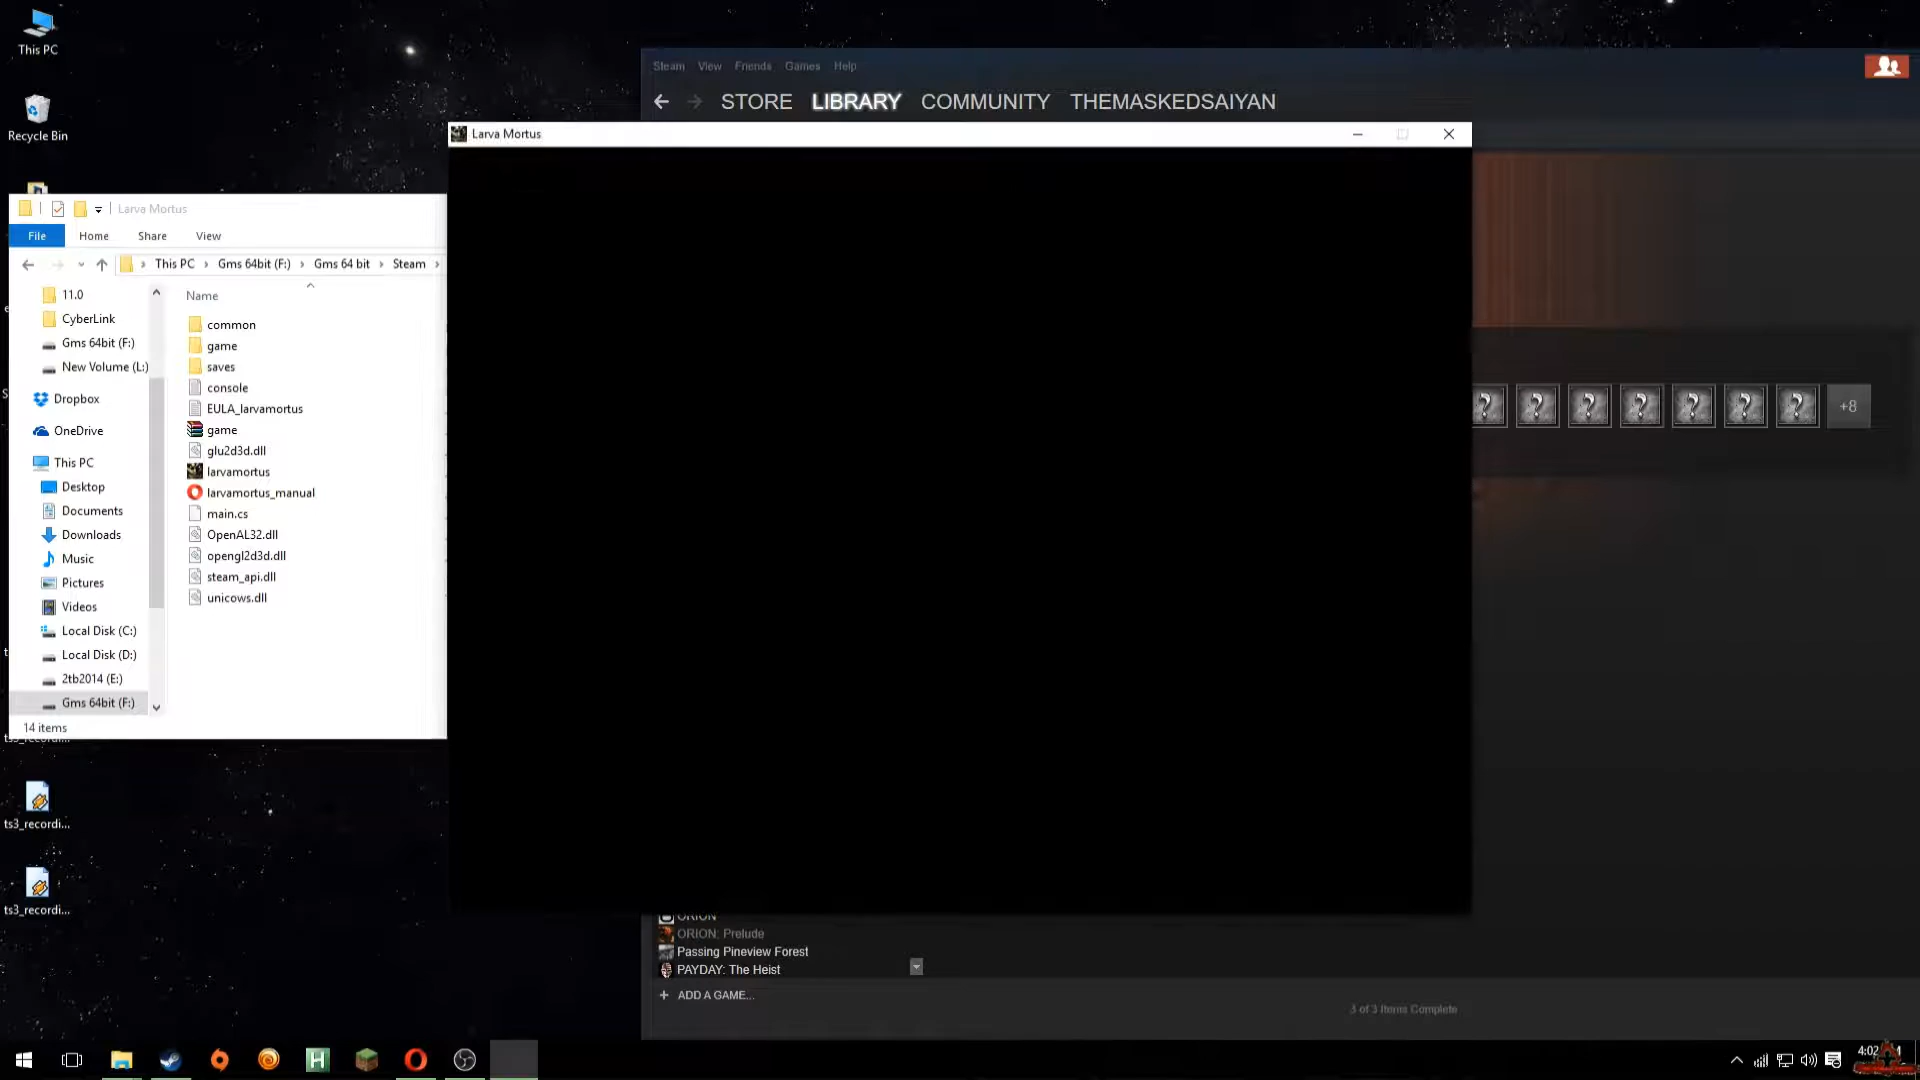 This PC
Recycle Bin
Steam View Friends Games Help
STORE LIBRARY COMMUNITY THEMASKEDSAIYAN
Larva Mortus
Larva Mortus
File Home Share View
This PC Gms 64bit (F:) Gms 64 bit Steam
11.0
CyberLink
Gms 64bit (F:)
New Volume (L:)
Dropbox
OneDrive
This PC
Desktop
Documents
Downloads
Music
Pictures
Videos
Local Disk (C:)
Local Disk (D:)
2tb2014 (E:)
Gms 64bit (F:)
Name
common
game
saves
console
EULA_larvamortus
game
glu2d3d.dll
larvamortus
larvamortus_manual
main.cs
OpenAL32.dll
opengl2d3d.dll
steam_api.dll
unicows.dll
14 items
+8
ts3_recordi...
ts3_recordi...
ts3_recordi...
ORION
ORION: Prelude
Passing Pineview Forest
PAYDAY: The Heist
+ ADD A GAME...
3 of 3 Items Complete